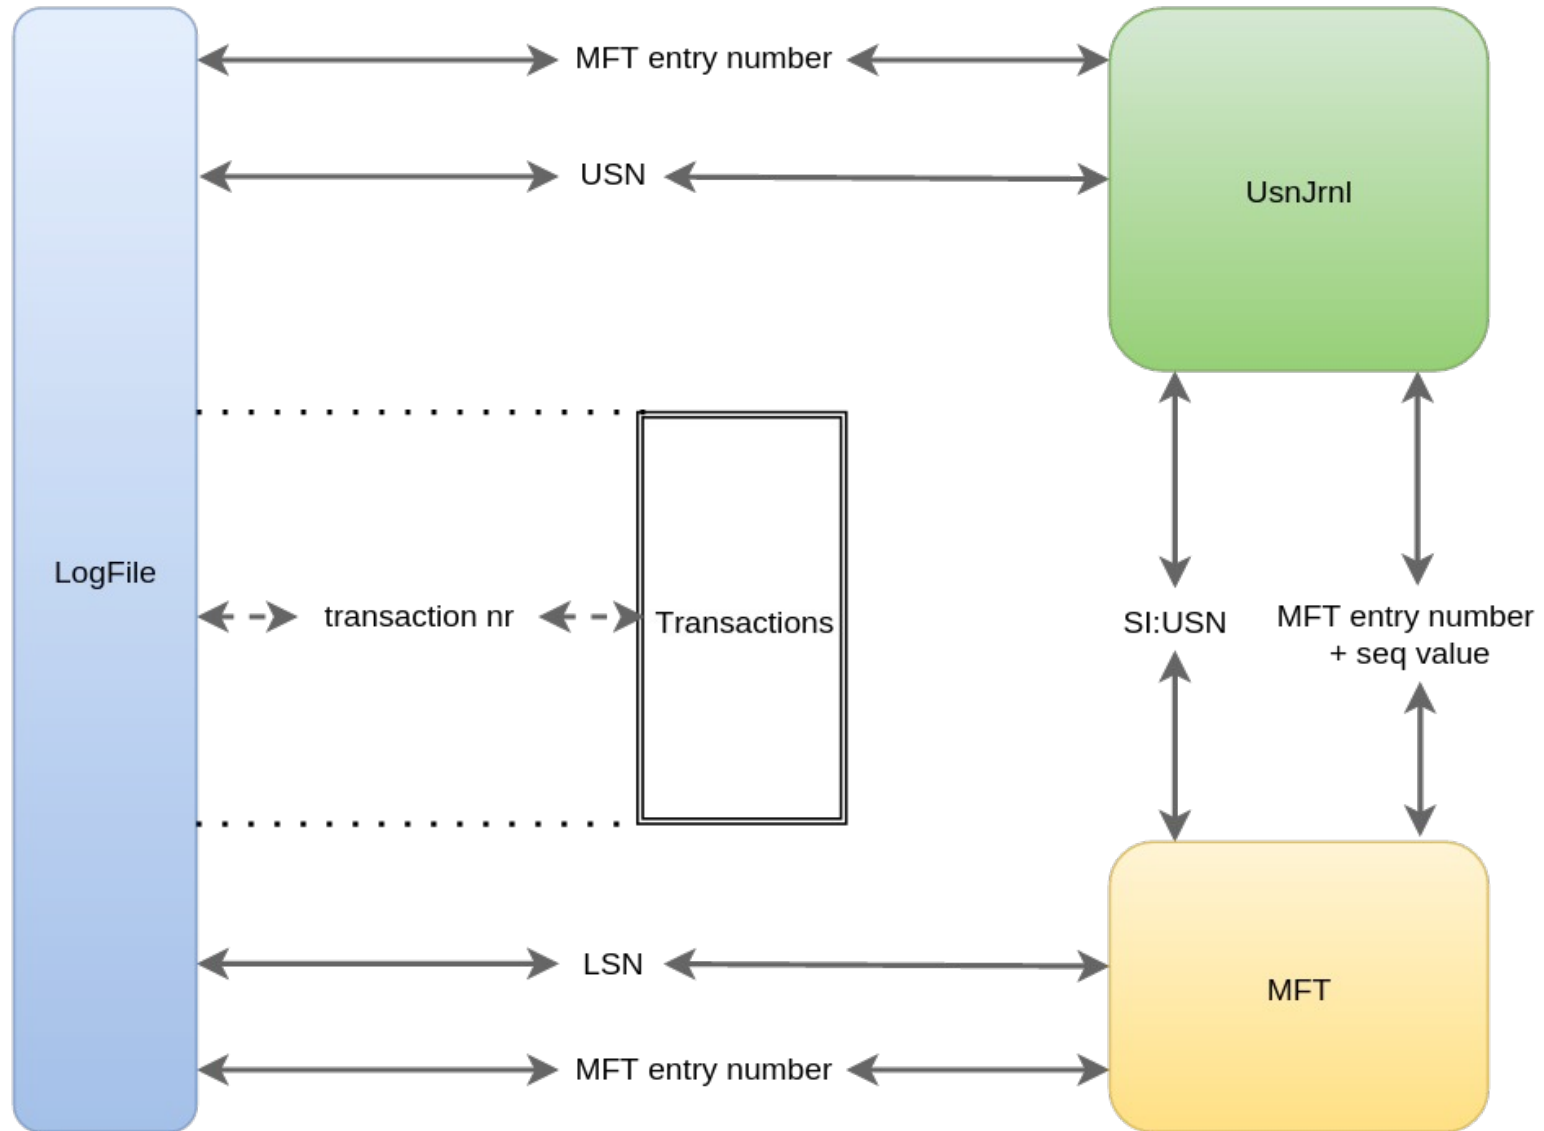 MFT entry number
USN
UsnJrnl
LogFile
transaction nr
Transactions
SI:USN
MFT entry number
+ seq value
LSN
MFT
MFT entry number